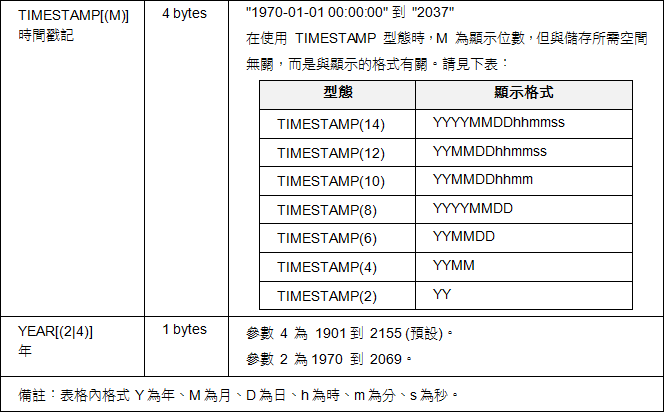 TIMESTAMP[(M)] 4 bytes "1970-01-01 00:00:00" 到 "2037"
時間戳記
在使用 TIMESTAMP 型態時，M 為顯示位數，但與儲存所需空間
無關，而是與顯示的格式有關。請見下表：
型態 顯示格式
TIMESTAMP(14) YYYYMMDDhhmmss
TIMESTAMP(12) YYMMDDhhmmss
TIMESTAMP(10) YYMMDDhhmm
TIMESTAMP(8) YYYYMMDD
TIMESTAMP(6) YYMMDD
TIMESTAMP(4) YYMM
TIMESTAMP(2) YY
YEAR[(2|4)] 1 bytes 參數 4 為 1901 到 2155 (預設)。
年 參數 2 為 1970 到 2069。
備註：表格內格式 Y 為年、M 為月、D 為日、h 為時、m 為分、s 為秒。